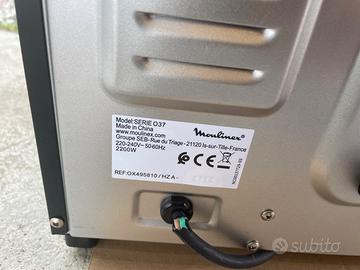 Model:SERIE O37
Made in China
www.moulinex.com
Moulinex
Groupe SEB-Rue du Triage - 21120 Is-sur-Tille-France
220-240V~ 50-60Hz
2200W
REF:OX495810 / HZA -
subito